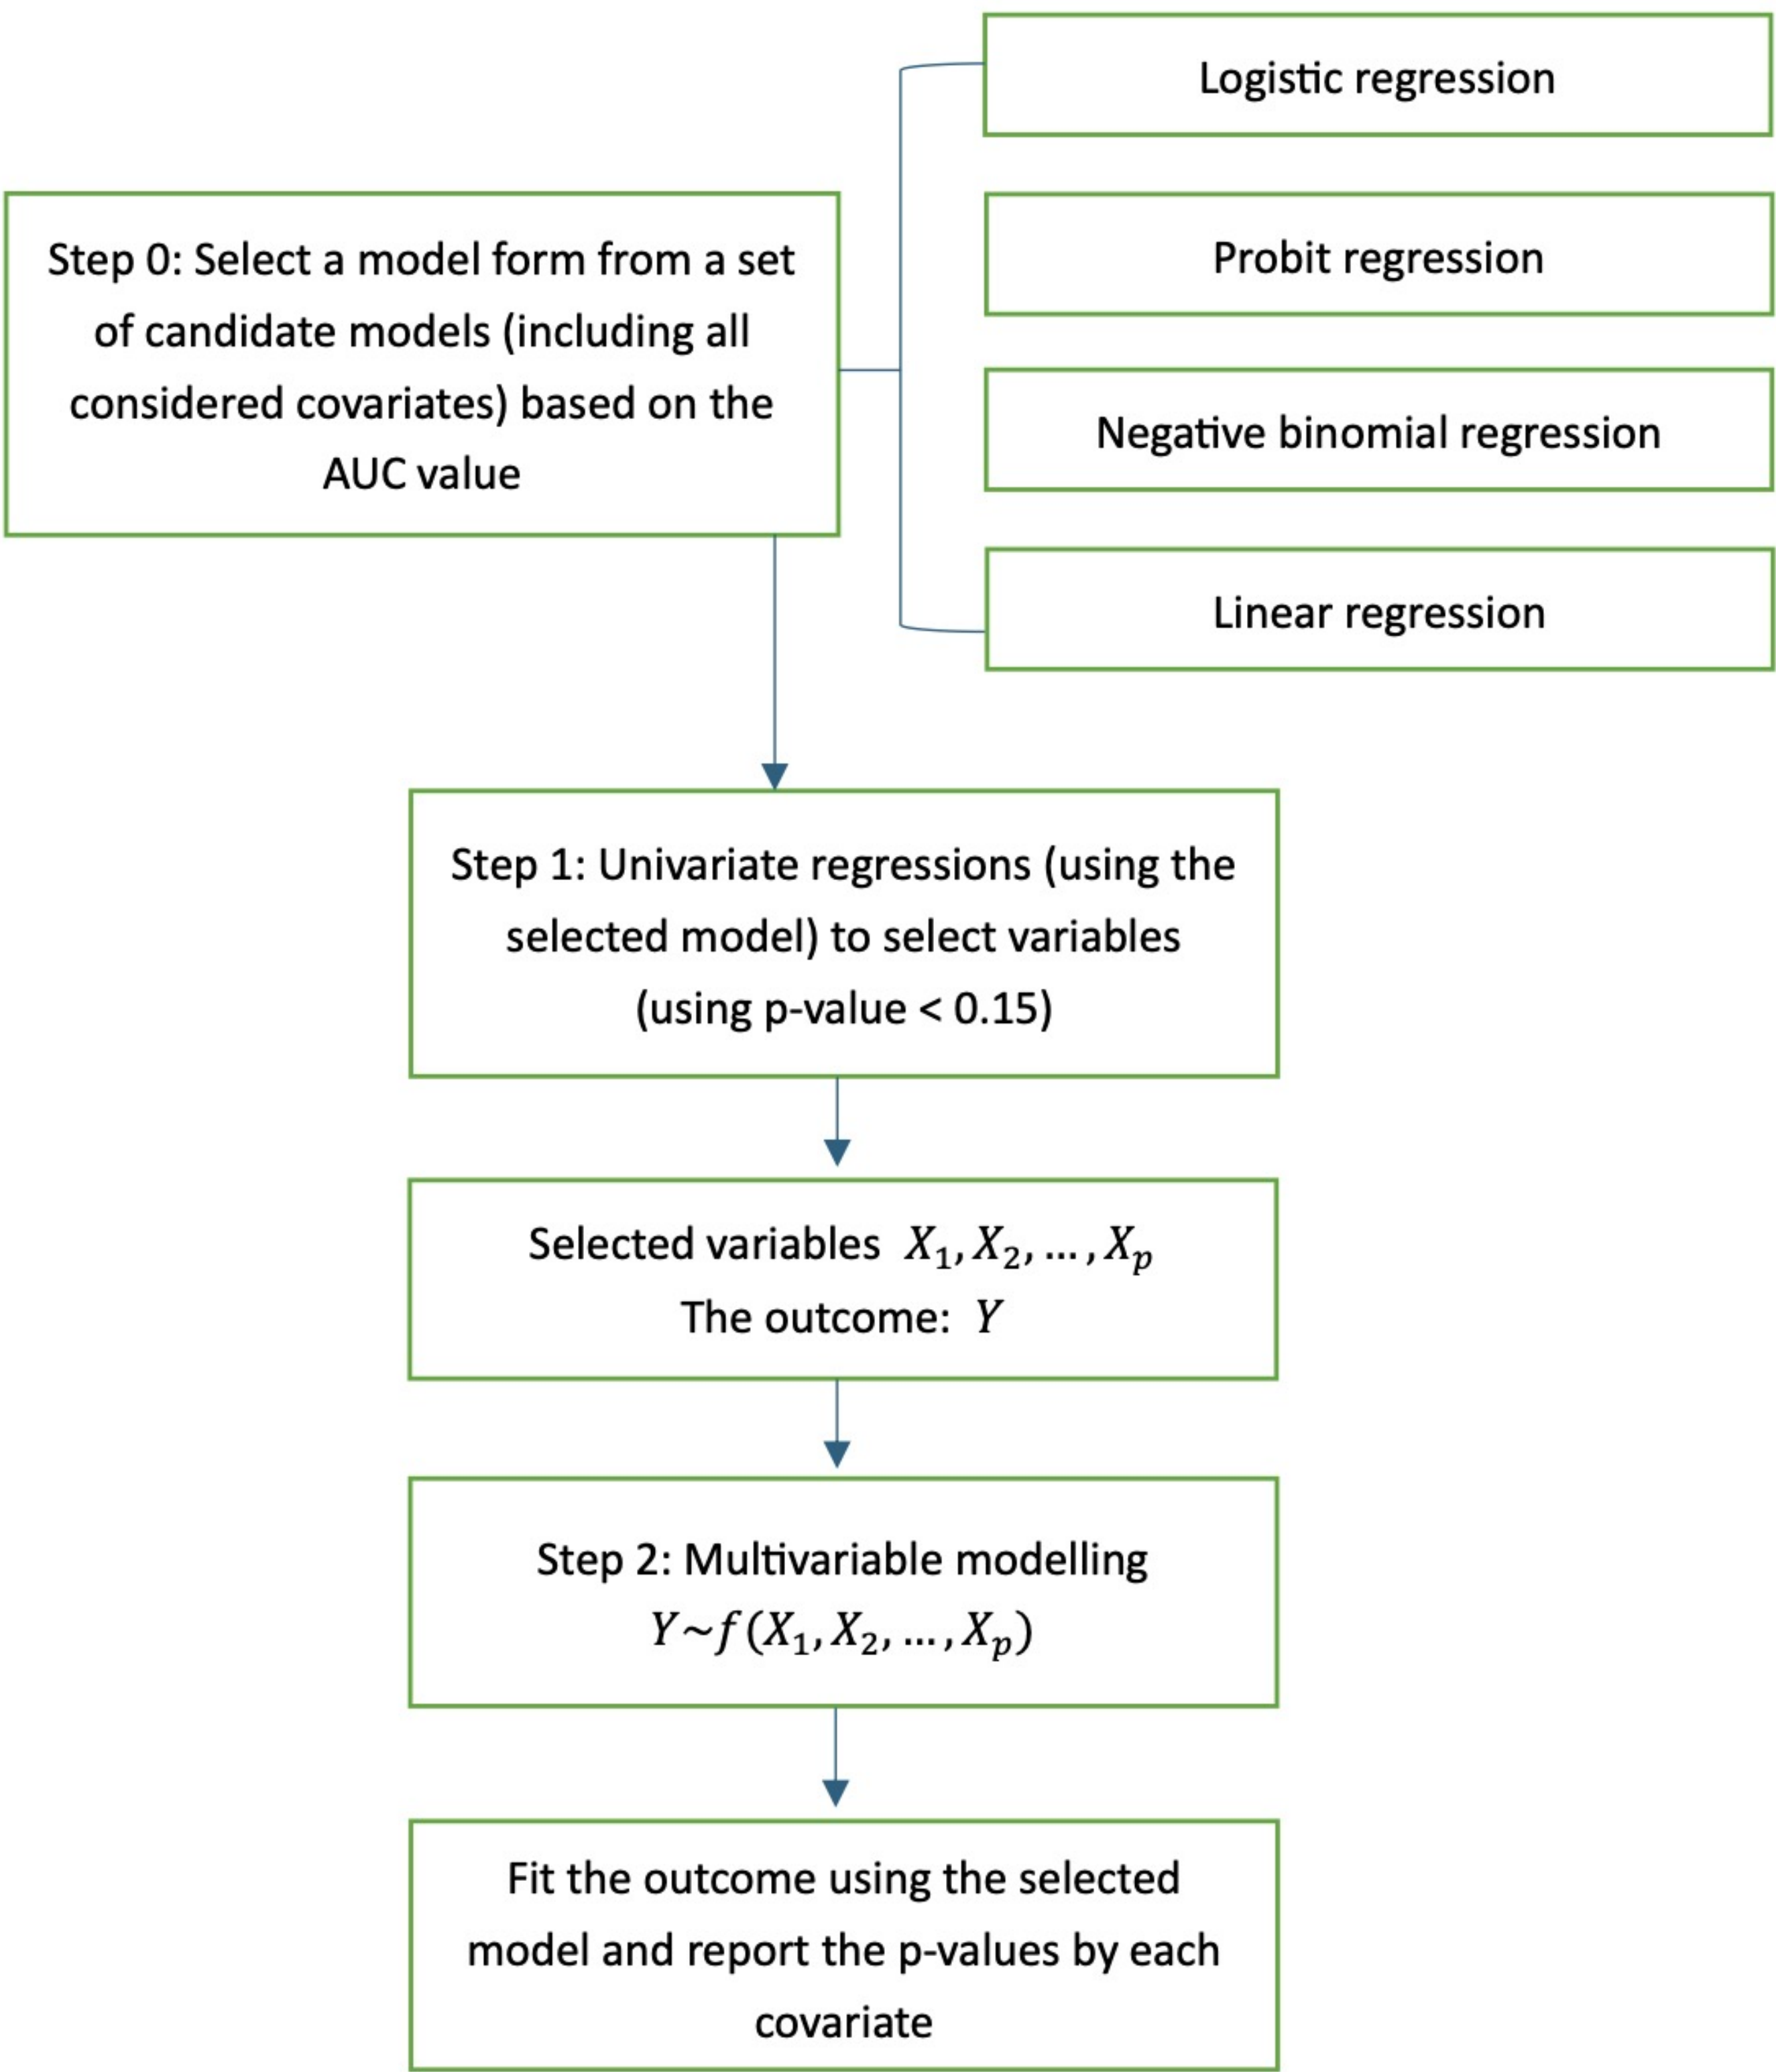 Logistic regression
Probit regression
Negative binomial regression
Linear regression
Step 0: Select a model form from a set
of candidate models (including all
considered covariates) based on the
AUC value
Step 1: Univariate regressions (using the
selected model) to select variables
(using p-value < 0.15)
Selected variables X₁, X₂, ... , Xₚ
The outcome: Y
Step 2: Multivariable modelling
Y~f(X₁, X₂, ... , Xₚ)
Fit the outcome using the selected
model and report the p-values by each
covariate